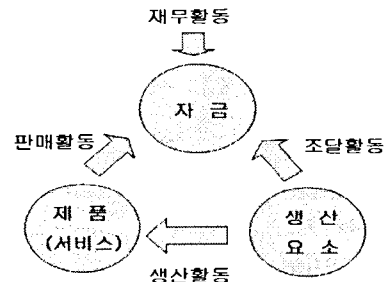 재무활동
자 금
판매활동
조달활동
제 품
(서비스)
생 산
요 소
생산활동